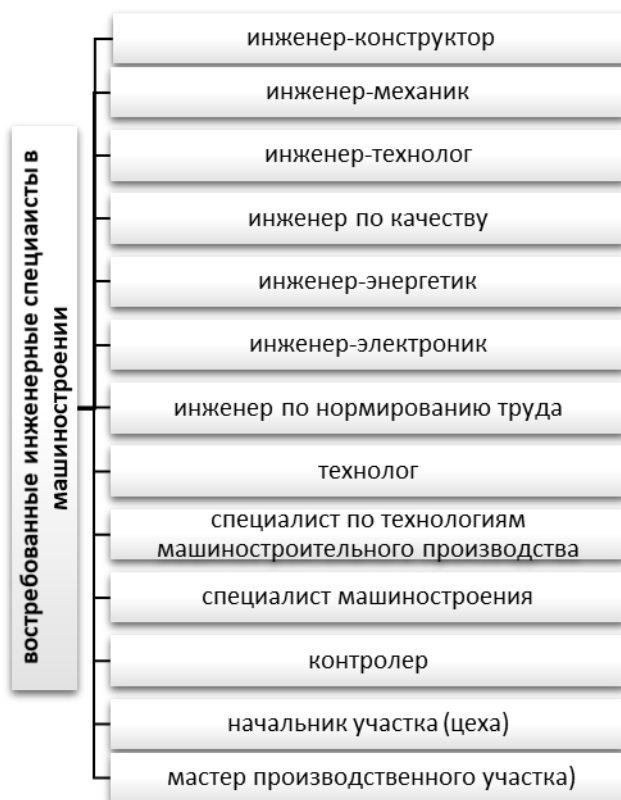 востребованные инженерные специаисты в
машиностроении
инженер-конструктор
инженер-механик
инженер-технолог
инженер по качеству
инженер-энергетик
инженер-электроник
инженер по нормированию труда
технолог
специалист по технологиям
машиностроительного производства
специалист машиностроения
контролер
начальник участка (цеха)
мастер производственного участка)